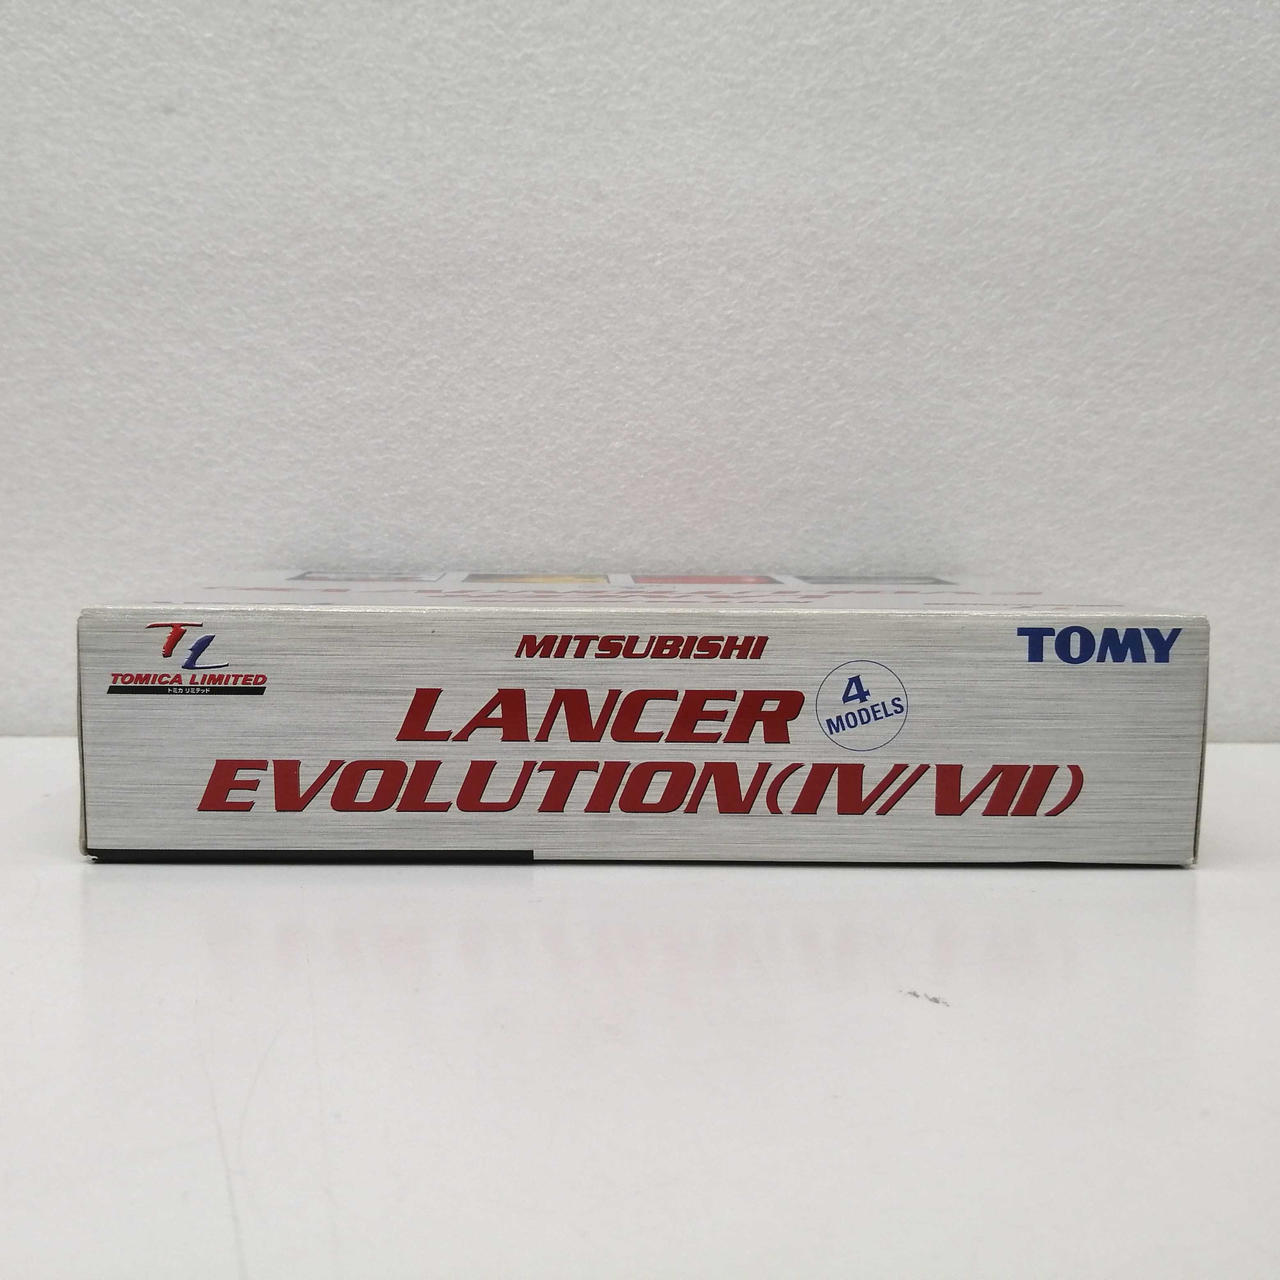 TL
TOMICA LIMITED
トミカ リミテッド
MITSUBISHI
TOMY
LANCER
4
MODELS
EVOLUTION(IV/VII)